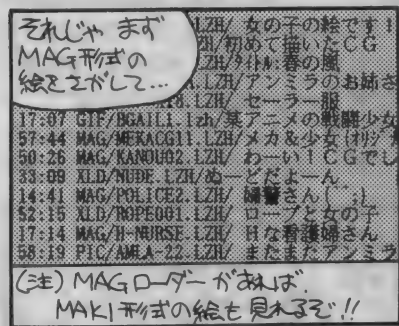 それじゃ まず
MAG形式の
絵をさがして…
.LZH/ 女の子の絵です!
ZH/初めて描いたCG
LZH/ﾀｲﾄﾙ:春の風
LZH/アンミラのお姉さ
8.LZH/ セーラー服
17:07 GIF/BGAIL1.lzh/某アニメの戦闘少女
57:44 MAG/MEKACG11.LZH/メカ&少女(ｵﾘｼﾞ
50:26 MAG/KANOU02.LZH/ わーい!CGでし
33:09 XLD/NUDE.LZH/ぬーどだよーん
14:41 MAG/POLICE2.LZH/ 婦警さん(^_^)
52:15 XLD/ROPE001.LZH/ ロープと女の子
17:14 MAG/H-NURSE.LZH/ Hな看護婦さん
58:19 PIC/AMLA_22.LZH/ またまたアンミラ
(注)MAGローダーがあれば、
MAKI形式の絵も見れるぞ!!